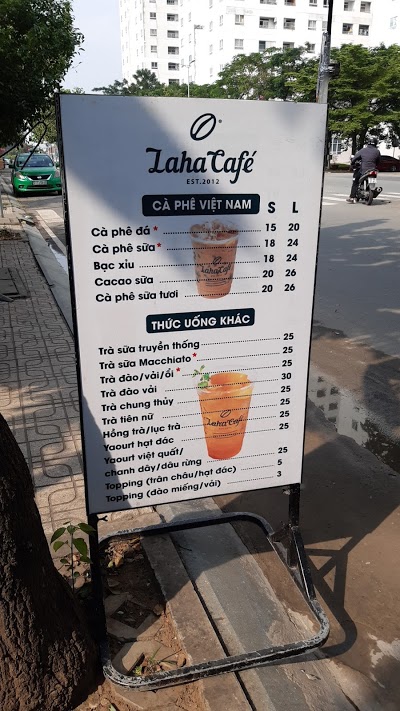 Laha Café
EST.2012
CÀ PHÊ VIỆT NAM S L
Cà phê đá* 15 20
Cà phê sữa* 18 24
Bạc xỉu 18 24
Cacao sữa 20 26
Cà phê sữa tươi 20 26
Laha Café
THỨC UỐNG KHÁC
Trà sữa truyền thống 25
Trà sữa Macchiato* 25
Trà đào/vải/ổi* 25
Trà đào vải 30
Trà chung thủy 25
Trà tiên nữ 25
Hồng trà/lục trà 25
Yaourt hạt đác 25
Yaourt việt quất/
chanh dây/dâu rừng 25
Topping (trân châu/hạt đác) 5
Topping (đào miếng/vải) 3
Laha Café